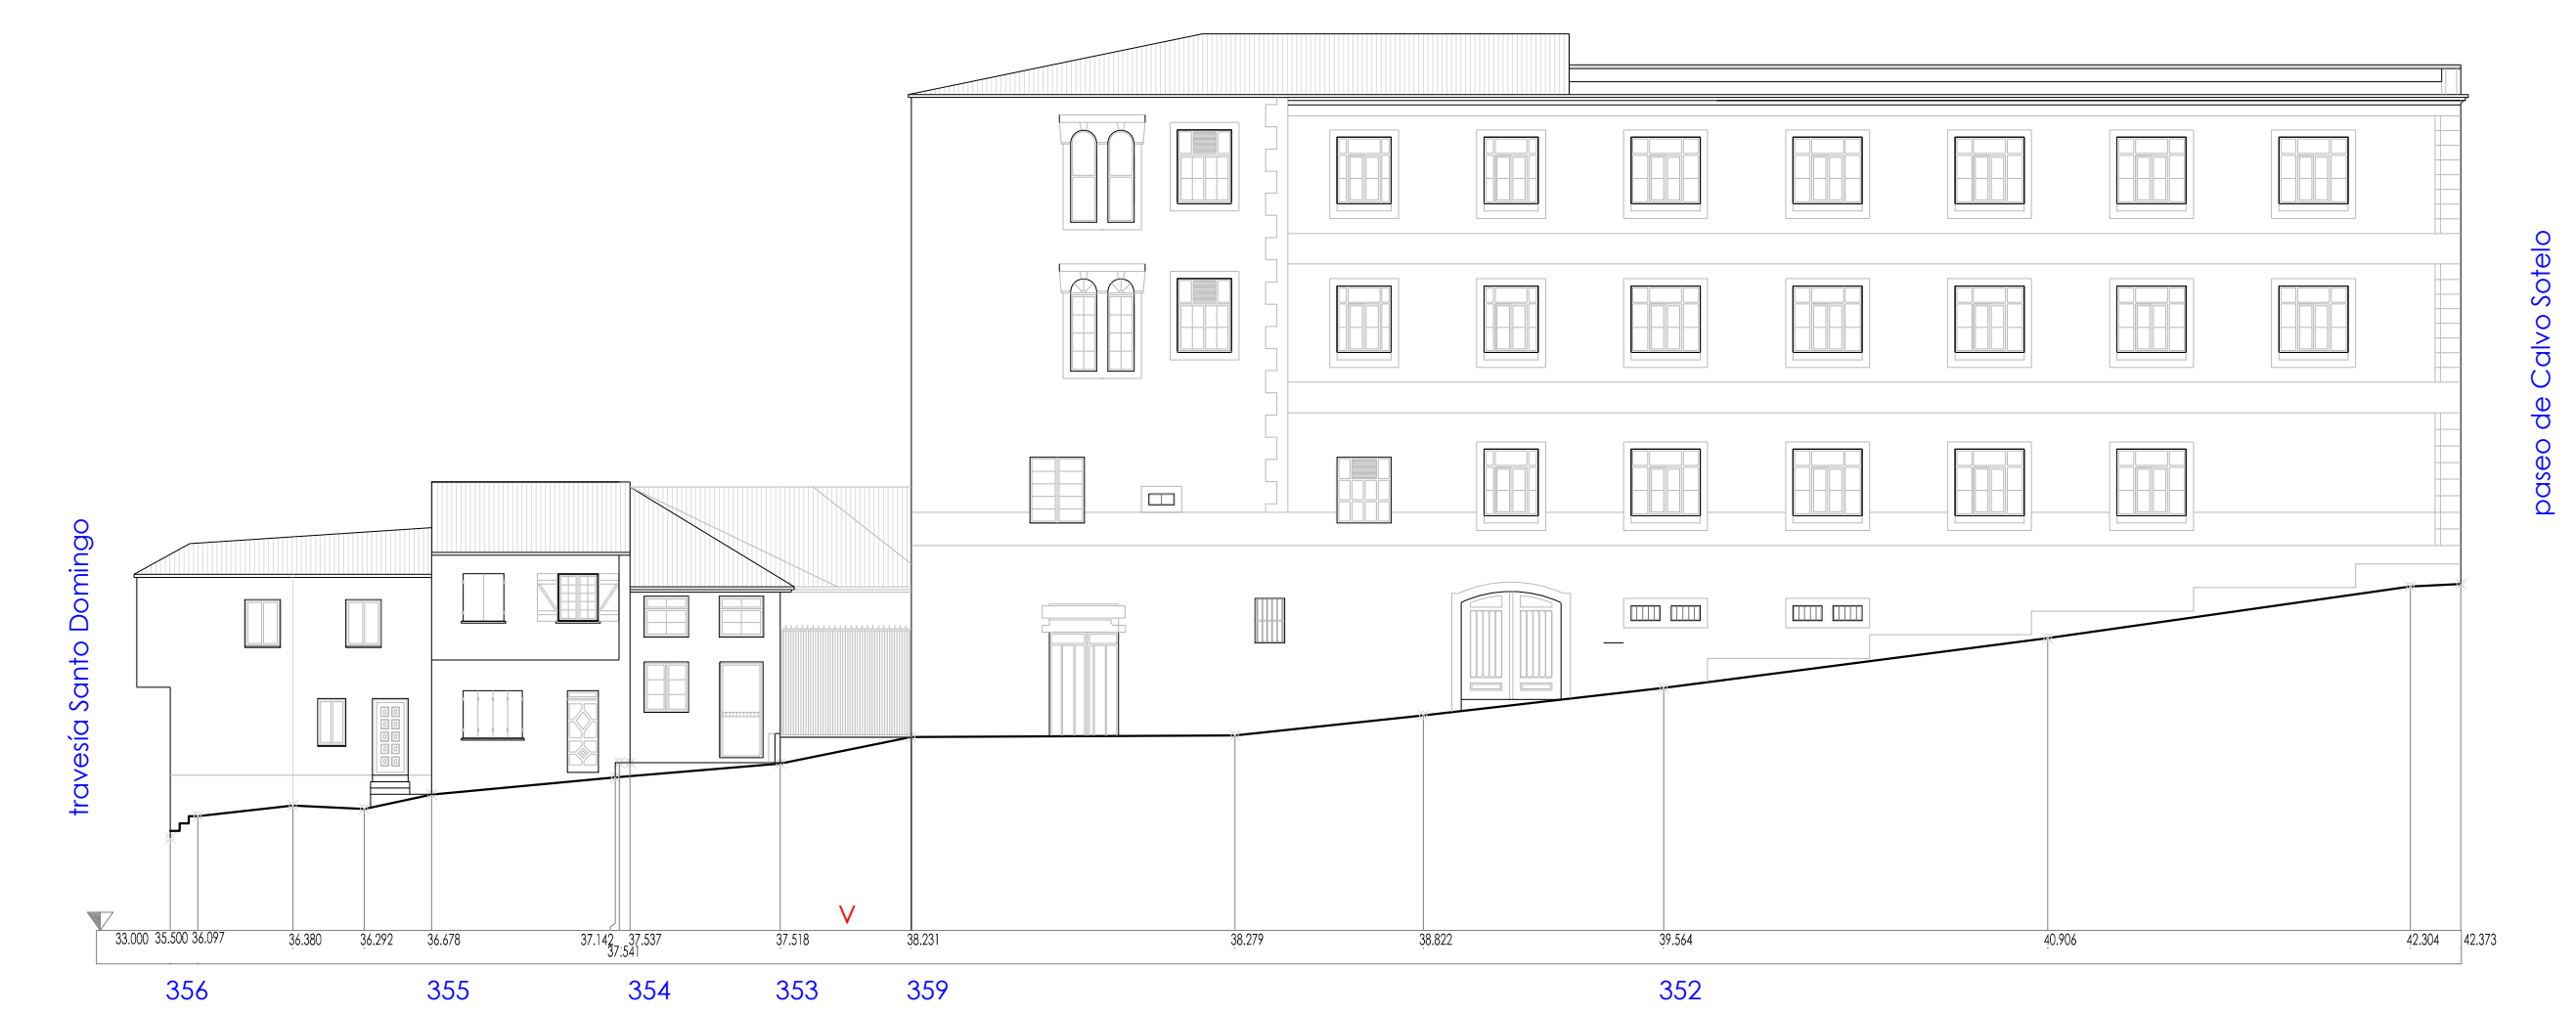 travesía Santo Domingo
paseo de Calvo Sotelo
V
33.000 35.500 36.097 36.380 36.292 36.678 37.142 37.537 37.518 38.231 38.279 38.822 39.564 40.906 42.304 42.373
37.541
356 355 354 353 359 352